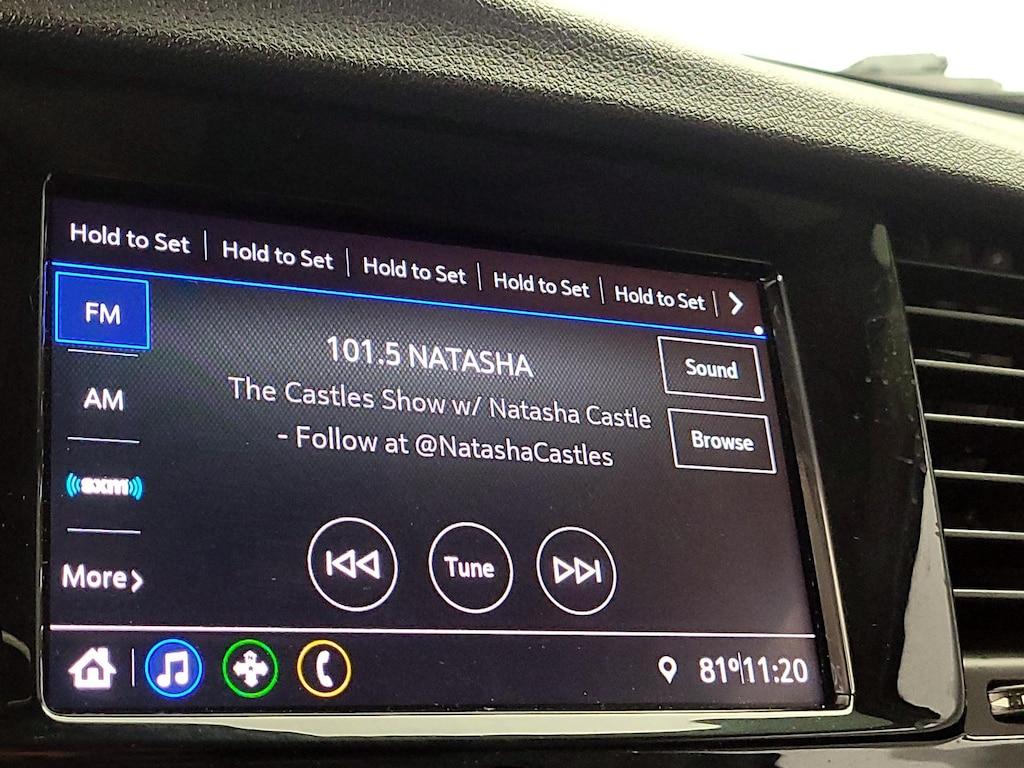 Hold to Set Hold to Set Hold to Set Hold to Set Hold to Set
FM
101.5 NATASHA
Sound
AM
The Castles Show w/ Natasha Castle
- Follow at @NatashaCastles
Browse
sxm
More
Tune
81° 11:20